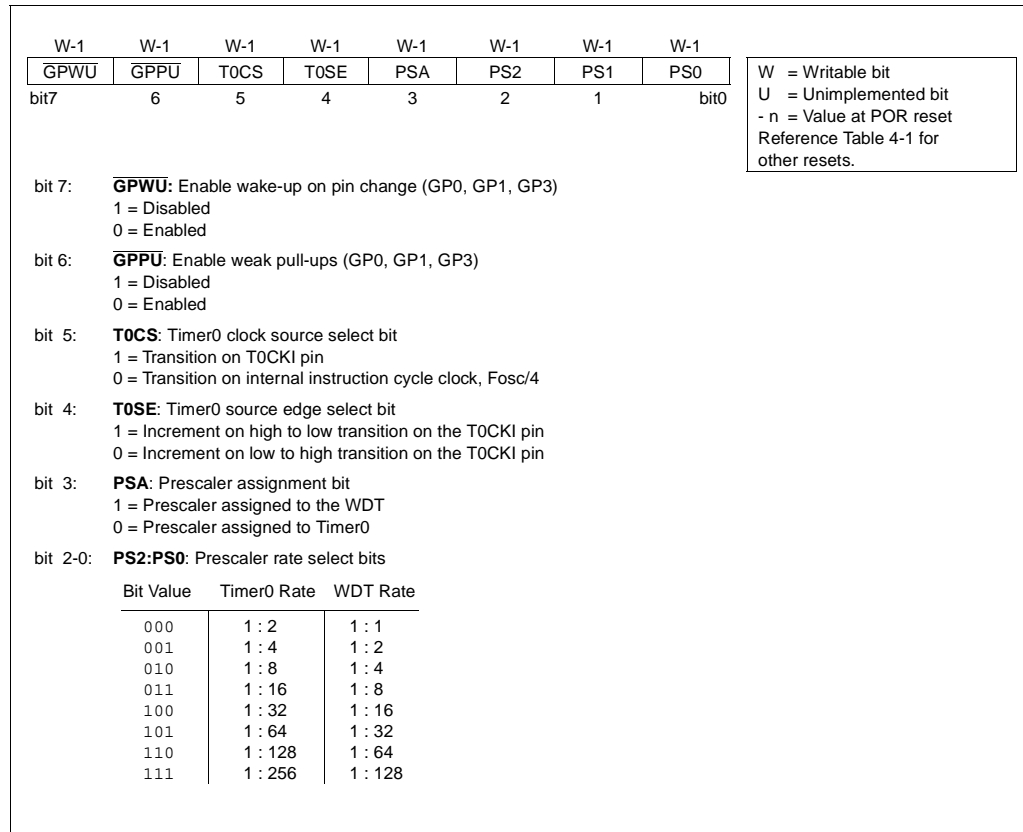 W-1 W-1 W-1 W-1 W-1 W-1 W-1 W-1
GPWU GPPU T0CS T0SE PSA PS2 PS1 PS0
bit7 6 5 4 3 2 1 bit0
W = Writable bit
U = Unimplemented bit
- n = Value at POR reset
Reference Table 4-1 for
other resets.
bit 7: GPWU: Enable wake-up on pin change (GP0, GP1, GP3)
1 = Disabled
0 = Enabled
bit 6: GPPU: Enable weak pull-ups (GP0, GP1, GP3)
1 = Disabled
0 = Enabled
bit 5: T0CS: Timer0 clock source select bit
1 = Transition on T0CKI pin
0 = Transition on internal instruction cycle clock, Fosc/4
bit 4: T0SE: Timer0 source edge select bit
1 = Increment on high to low transition on the T0CKI pin
0 = Increment on low to high transition on the T0CKI pin
bit 3: PSA: Prescaler assignment bit
1 = Prescaler assigned to the WDT
0 = Prescaler assigned to Timer0
bit 2-0: PS2:PS0: Prescaler rate select bits
Bit Value Timer0 Rate WDT Rate
000 1 : 2 1 : 1
001 1 : 4 1 : 2
010 1 : 8 1 : 4
011 1 : 16 1 : 8
100 1 : 32 1 : 16
101 1 : 64 1 : 32
110 1 : 128 1 : 64
111 1 : 256 1 : 128